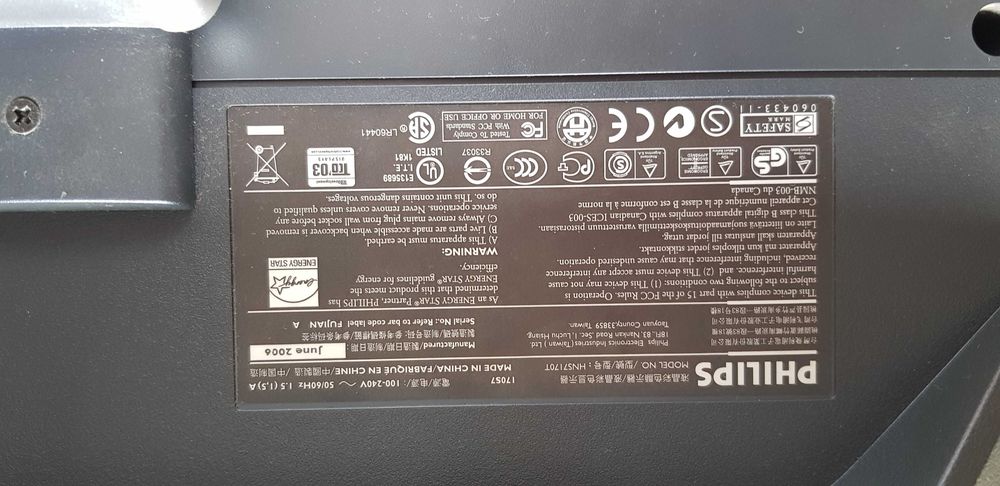 PHILIPS
液晶彩色顯示器/液晶彩色显示器
MODEL NO./型號/型号: HNS7170T
170S7
MADE IN CHINA/FABRIQUÉ EN CHINE/中國製造/中国制造
電源/电源: 100-240V ~ 50/60Hz 1.5 (1,5) A
Philips Electronics Industries (Taiwan), Ltd.
18Fl., 83 Nankan Road, Luchu Hsiang,
Taoyuan County,33859 Taiwan.
Manufactured / 製造日期/制造日期: June 2006
Serial No.: Refer to bar code label FUJIAN A
This device complies with part 15 of the FCC Rules. Operation is
subject to the following two conditions: (1) This device may not cause
harmful interference, and (2) This device must accept any interference
received, including interference that may cause undesired operation
Apparatet må kun tilkoples jordet stikkontakt.
Apparaten skall anslutas till jordat uttag.
Laite on liitettävä suojamaadoituskoskettimilla varustettuun pistorasiaan.
This class B digital apparatus complies with Canadian ICES-003
Cet appareil numérique de la classe B est conforme à la norme
NMB-003 du Canada
As an ENERGY STAR® Partner, PHILIPS has
determined that this product meets the
ENERGY STAR® guidelines for energy
efficiency.
energy
ENERGY STAR
WARNING:
A) This apparatus must be earthed.
B) Live parts are made accessible when backcover is removed
C) Always remove mains plug from wall socket before any
service operations. Never remove covers unless qualified to
do so. This unit contains dangerous voltages.
GS
S&E
R33037
UL
LISTED
I.T.E.
1K81
E135689
TCO'03
DISPLAYS
SAFETY
MARK
060433-11
S
N
CE
FC
Tested To Comply
With FCC Standards
FOR HOME OR OFFICE USE
®
LR60441